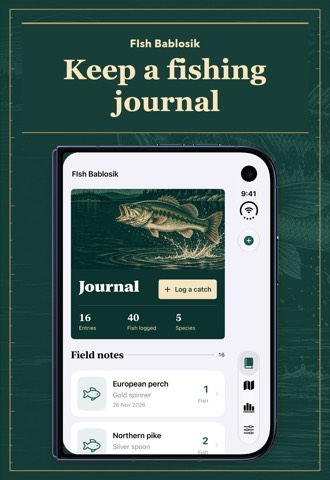 FIsh Bablosik
Keep a fishing
journal
FIsh Bablosik
9:41
Journal
+ Log a catch
16
Entries
40
Fish logged
5
Species
Field notes
16
European perch
Gold spinner
26 Nov 2026
1
Fish
Northern pike
Silver spoon
2
Fish